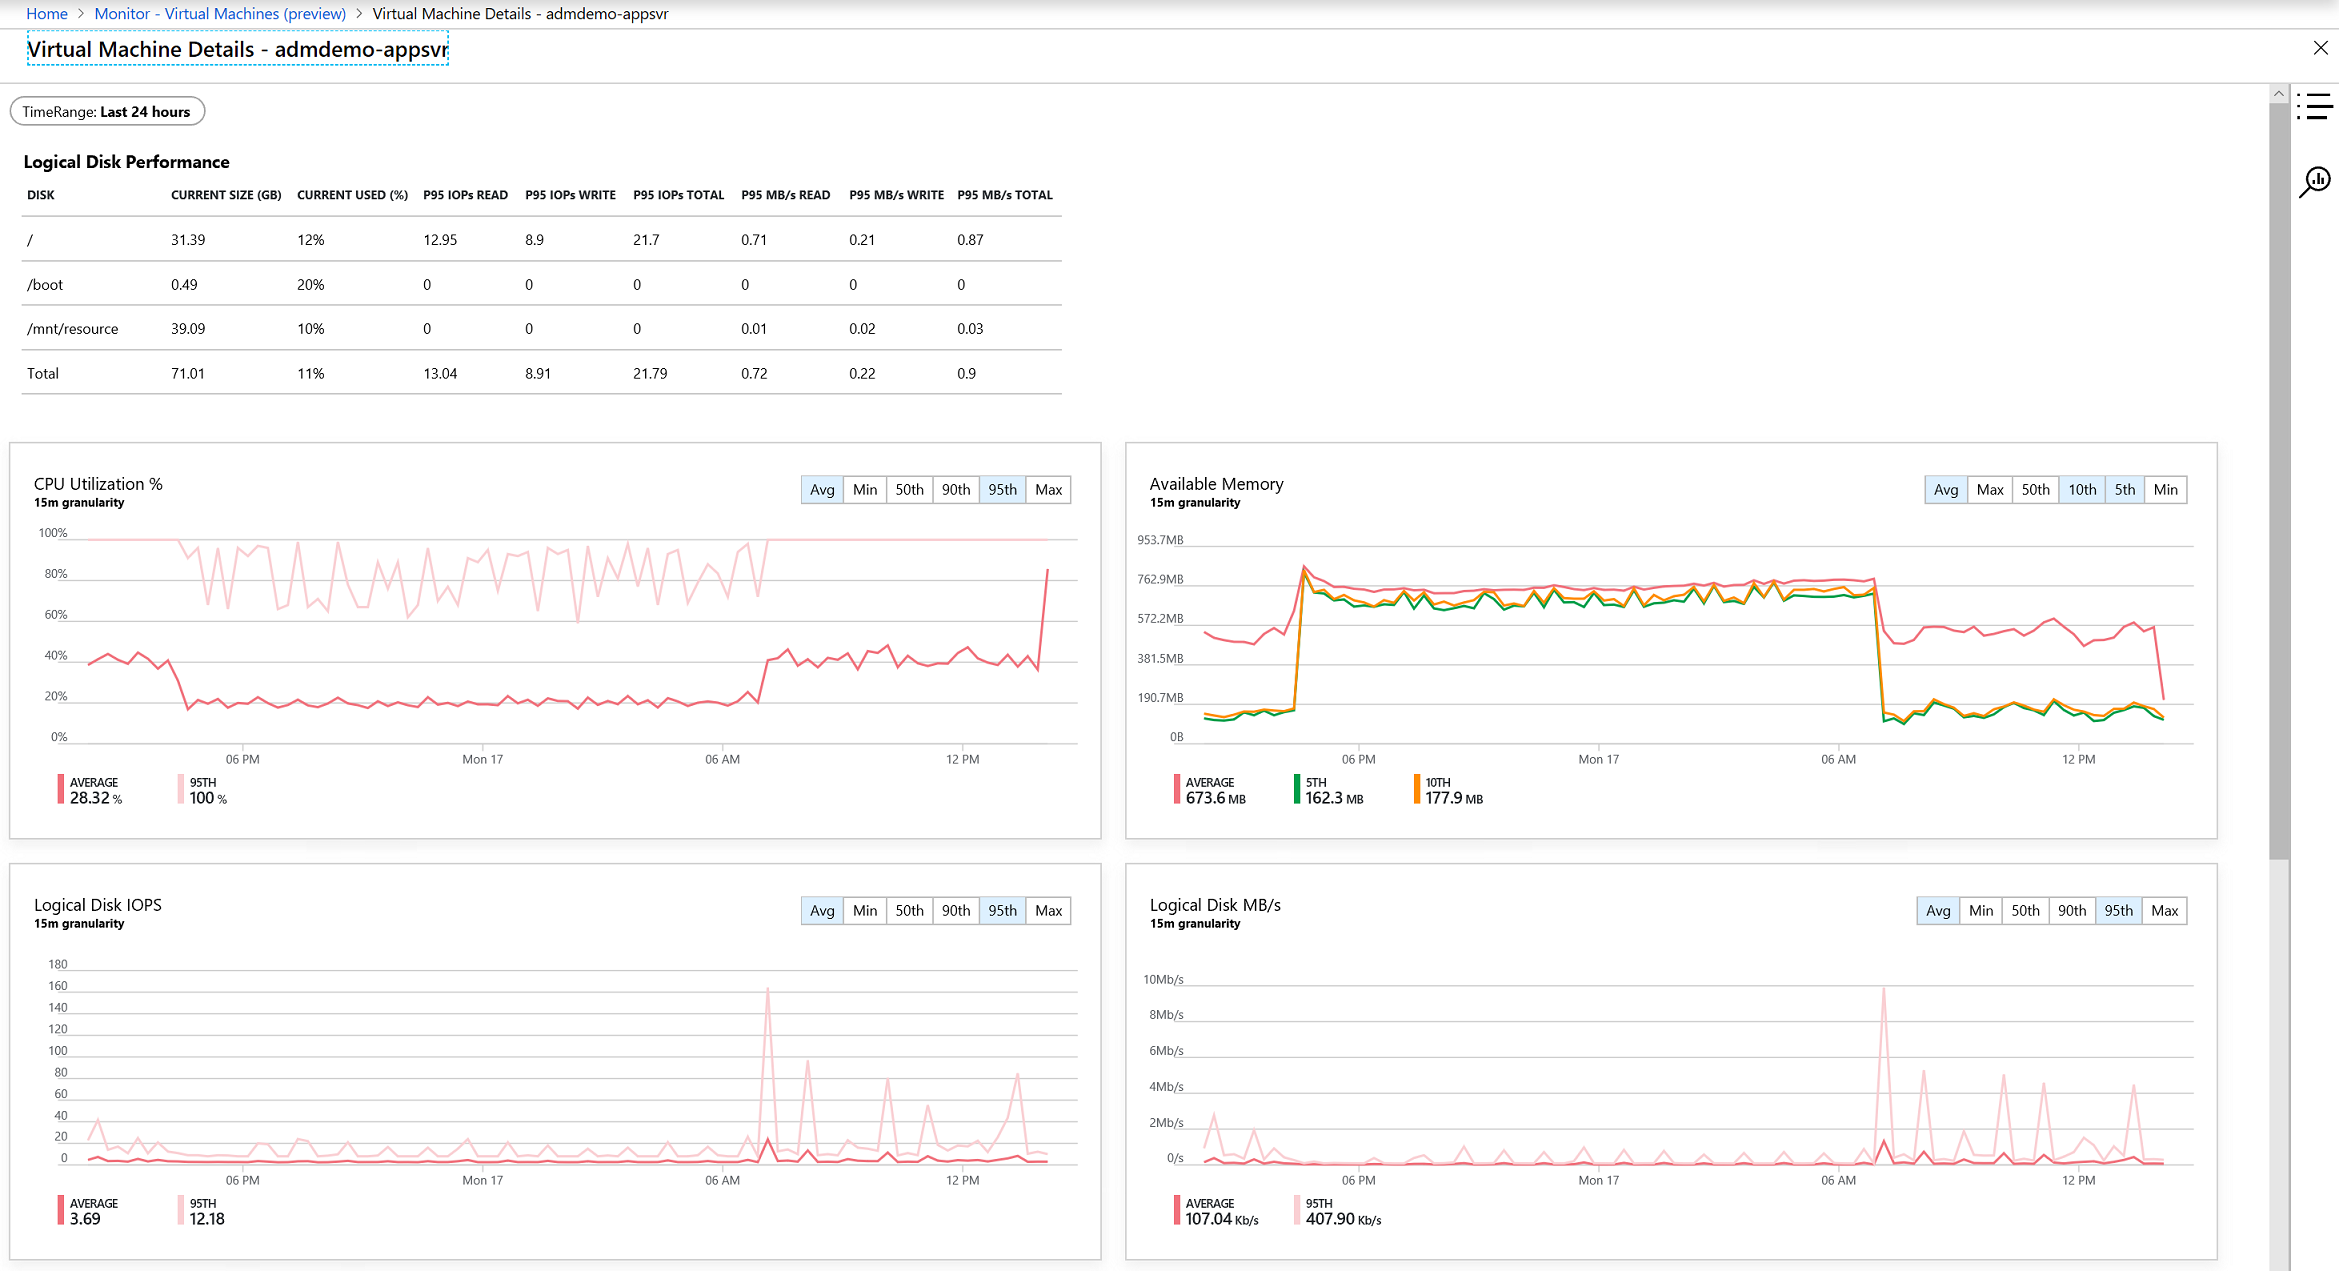 Home > Monitor - Virtual Machines (preview) > Virtual Machine Details - admdemo-appsvr
Virtual Machine Details - admdemo-appsvr
TimeRange: Last 24 hours
Logical Disk Performance
DISK CURRENT SIZE (GB) CURRENT USED (%) P95 IOPs READ P95 IOPs WRITE P95 IOPs TOTAL P95 MB/s READ P95 MB/s WRITE P95 MB/s TOTAL
/ 31.39 12% 12.95 8.9 21.7 0.71 0.21 0.87
/boot 0.49 20% 0 0 0 0 0 0
/mnt/resource 39.09 10% 0 0 0 0.01 0.02 0.03
Total 71.01 11% 13.04 8.91 21.79 0.72 0.22 0.9
CPU Utilization %
15m granularity
Avg Min 50th 90th 95th Max
100%
80%
60%
40%
20%
0%
06 PM Mon 17 06 AM 12 PM
AVERAGE 95TH
28.32 % 100 %
Available Memory
15m granularity
Avg Max 50th 10th 5th Min
953.7MB
762.9MB
572.2MB
381.5MB
190.7MB
0B
06 PM Mon 17 06 AM 12 PM
AVERAGE 5TH 10TH
673.6 MB 162.3 MB 177.9 MB
Logical Disk IOPS
15m granularity
Avg Min 50th 90th 95th Max
180
160
140
120
100
80
60
40
20
0
06 PM Mon 17 06 AM 12 PM
AVERAGE 95TH
3.69 12.18
Logical Disk MB/s
15m granularity
Avg Min 50th 90th 95th Max
10Mb/s
8Mb/s
6Mb/s
4Mb/s
2Mb/s
0/s
06 PM Mon 17 06 AM 12 PM
AVERAGE 95TH
107.04 Kb/s 407.90 Kb/s